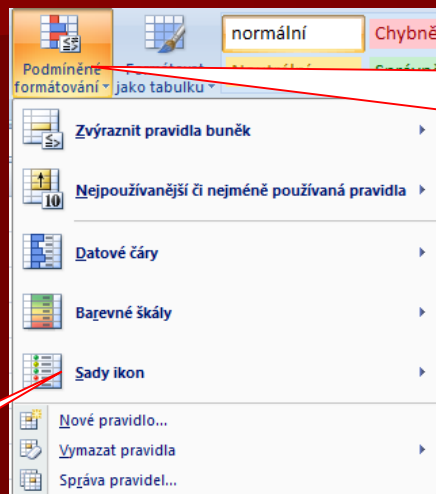 normální
Chybně
Podmíněné
formátování
jako tabulku
Zvýraznit pravidla buněk
Nejpoužívanější či nejméně používaná pravidla
10
Datové čáry
Barevné škály
Sady ikon
Nové pravidlo...
Vymazat pravidla
Správa pravidel...